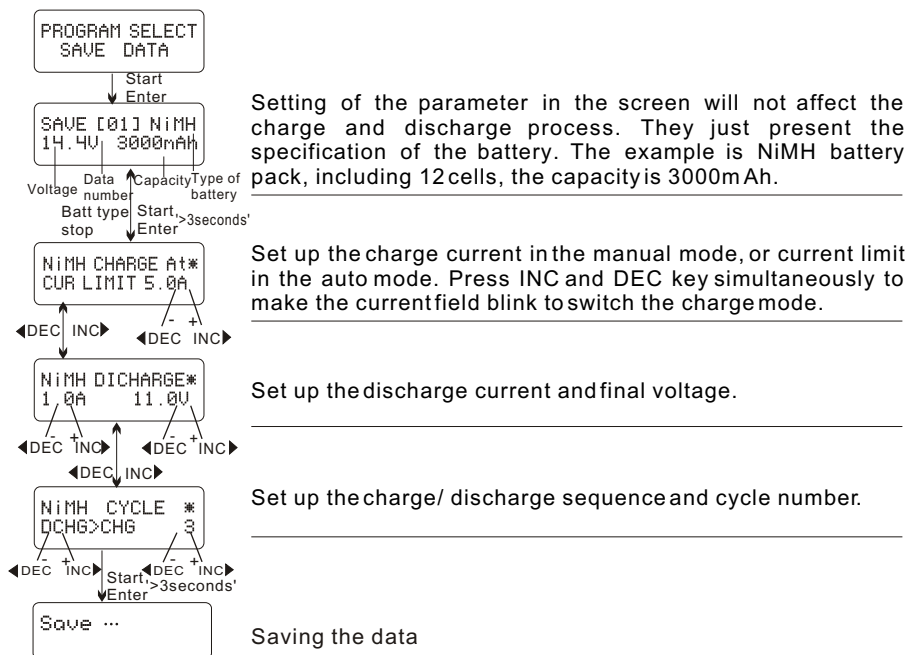 PROGRAM SELECT
SAVE DATA
Start
Enter
SAVE [01] NiMH
14.4V 3000mAh
Voltage
Data
number
Capacity
Type of
battery
Setting of the parameter in the screen will not affect the
charge and discharge process. They just present the
specification of the battery. The example is NiMH battery
pack, including 12cells, the capacity is 3000m Ah.
Batt type
stop
Start
Enter
'>3seconds'
NiMH CHARGE At*
CUR LIMIT 5.0A
- +
◀DEC INC▶
Set up the charge current in the manual mode, or current limit
in the auto mode. Press INC and DEC key simultaneously to
make the current field blink to switch the charge mode.
◀DEC INC▶
NiMH DICHARGE*
1.0A 11.0V
- +
◀DEC INC▶
- +
◀DEC INC▶
Set up the discharge current and final voltage.
◀DEC INC▶
NiMH CYCLE *
DCHG>CHG 3
- +
◀DEC INC▶
- +
◀DEC INC▶
Set up the charge/ discharge sequence and cycle number.
Start
Enter
'>3seconds'
Save ...
Saving the data